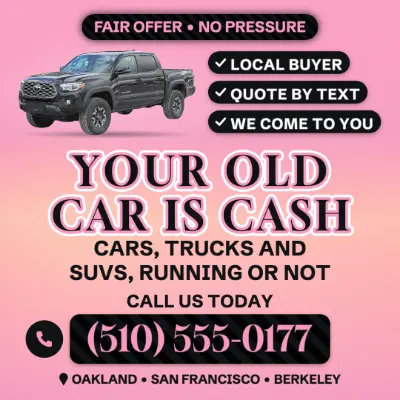 FAIR OFFER • NO PRESSURE
LOCAL BUYER
QUOTE BY TEXT
WE COME TO YOU
YOUR OLD
CAR IS CASH
CARS, TRUCKS AND
SUVS, RUNNING OR NOT
CALL US TODAY
(510) 555-0177
OAKLAND • SAN FRANCISCO • BERKELEY